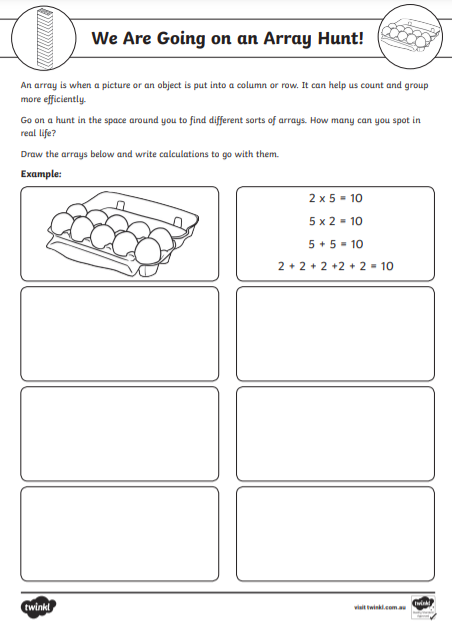 We Are Going on an Array Hunt!
An array is when a picture or an object is put into a column or row. It can help us count and group
more efficiently.
Go on a hunt in the space around you to find different sorts of arrays. How many can you spot in
real life?
Draw the arrays below and write calculations to go with them.
Example:
2 x 5 = 10
5 x 2 = 10
5 + 5 = 10
2 + 2 + 2 +2 + 2 = 10
twinkl
visit twinkl.com.au
twinkl